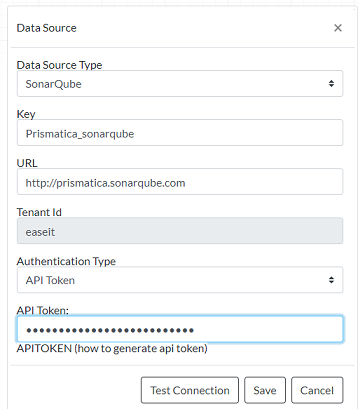 Data Source ×
Data Source Type
SonarQube
Key
Prismatica_sonarqube
URL
http://prismatica.sonarqube.com
Tenant Id
easeit
Authentication Type
API Token
API Token:
••••••••••••••••••••••••••
APITOKEN (how to generate api token)
Test Connection Save Cancel